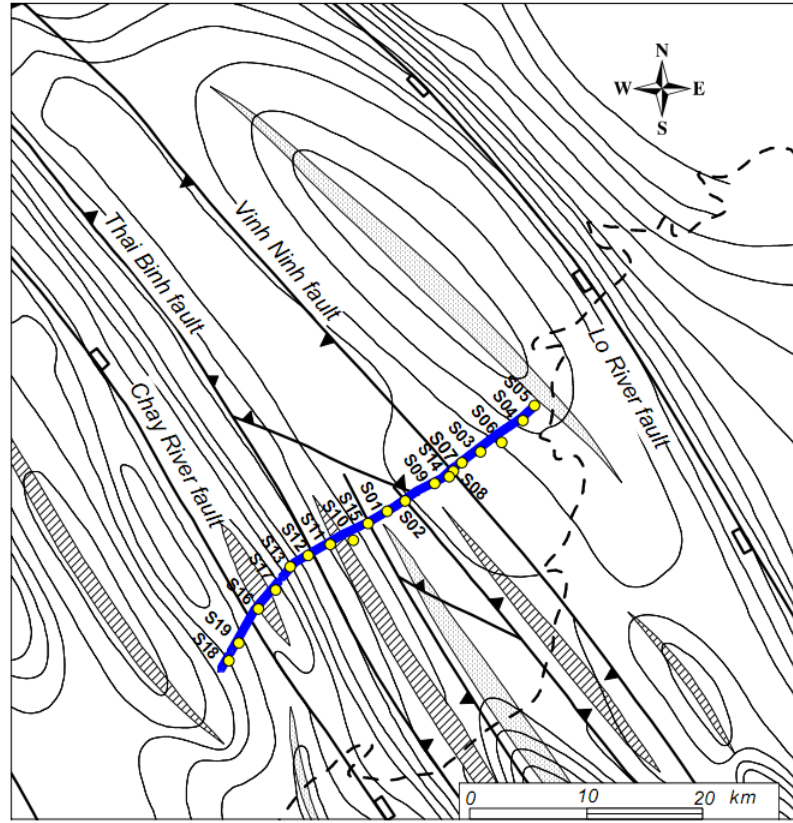 N
W E
S
Thai Binh fault
Vinh Ninh fault
Chay River fault
Lo River fault
S05
S04
S06
S03
S07
S14
S09
S08
S02
S01
S15
S10
S11
S12
S13
S17
S16
S19
S18
0 10 20 km